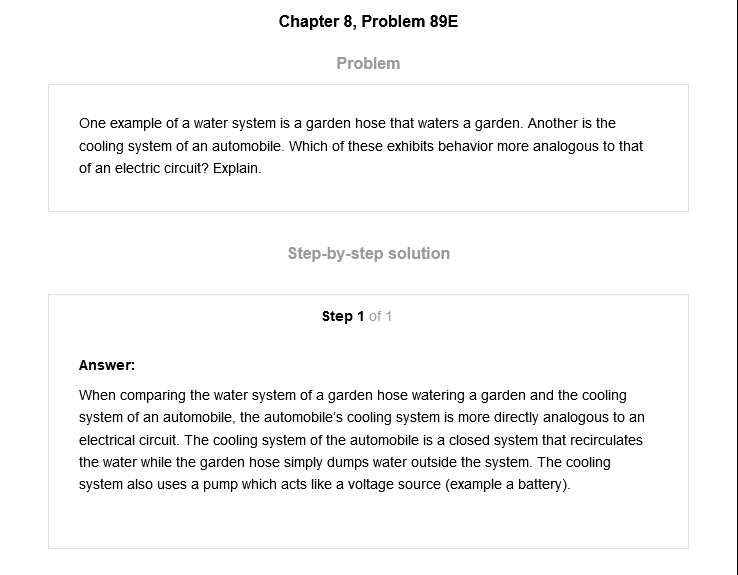 Chapter 8, Problem 89E
Problem
One example of a water system is a garden hose that waters a garden. Another is the
cooling system of an automobile. Which of these exhibits behavior more analogous to that
of an electric circuit? Explain.
Step-by-step solution
Step 1 of 1
Answer:
When comparing the water system of a garden hose watering a garden and the cooling
system of an automobile, the automobile's cooling system is more directly analogous to an
electrical circuit. The cooling system of the automobile is a closed system that recirculates
the water while the garden hose simply dumps water outside the system. The cooling
system also uses a pump which acts like a voltage source (example a battery).